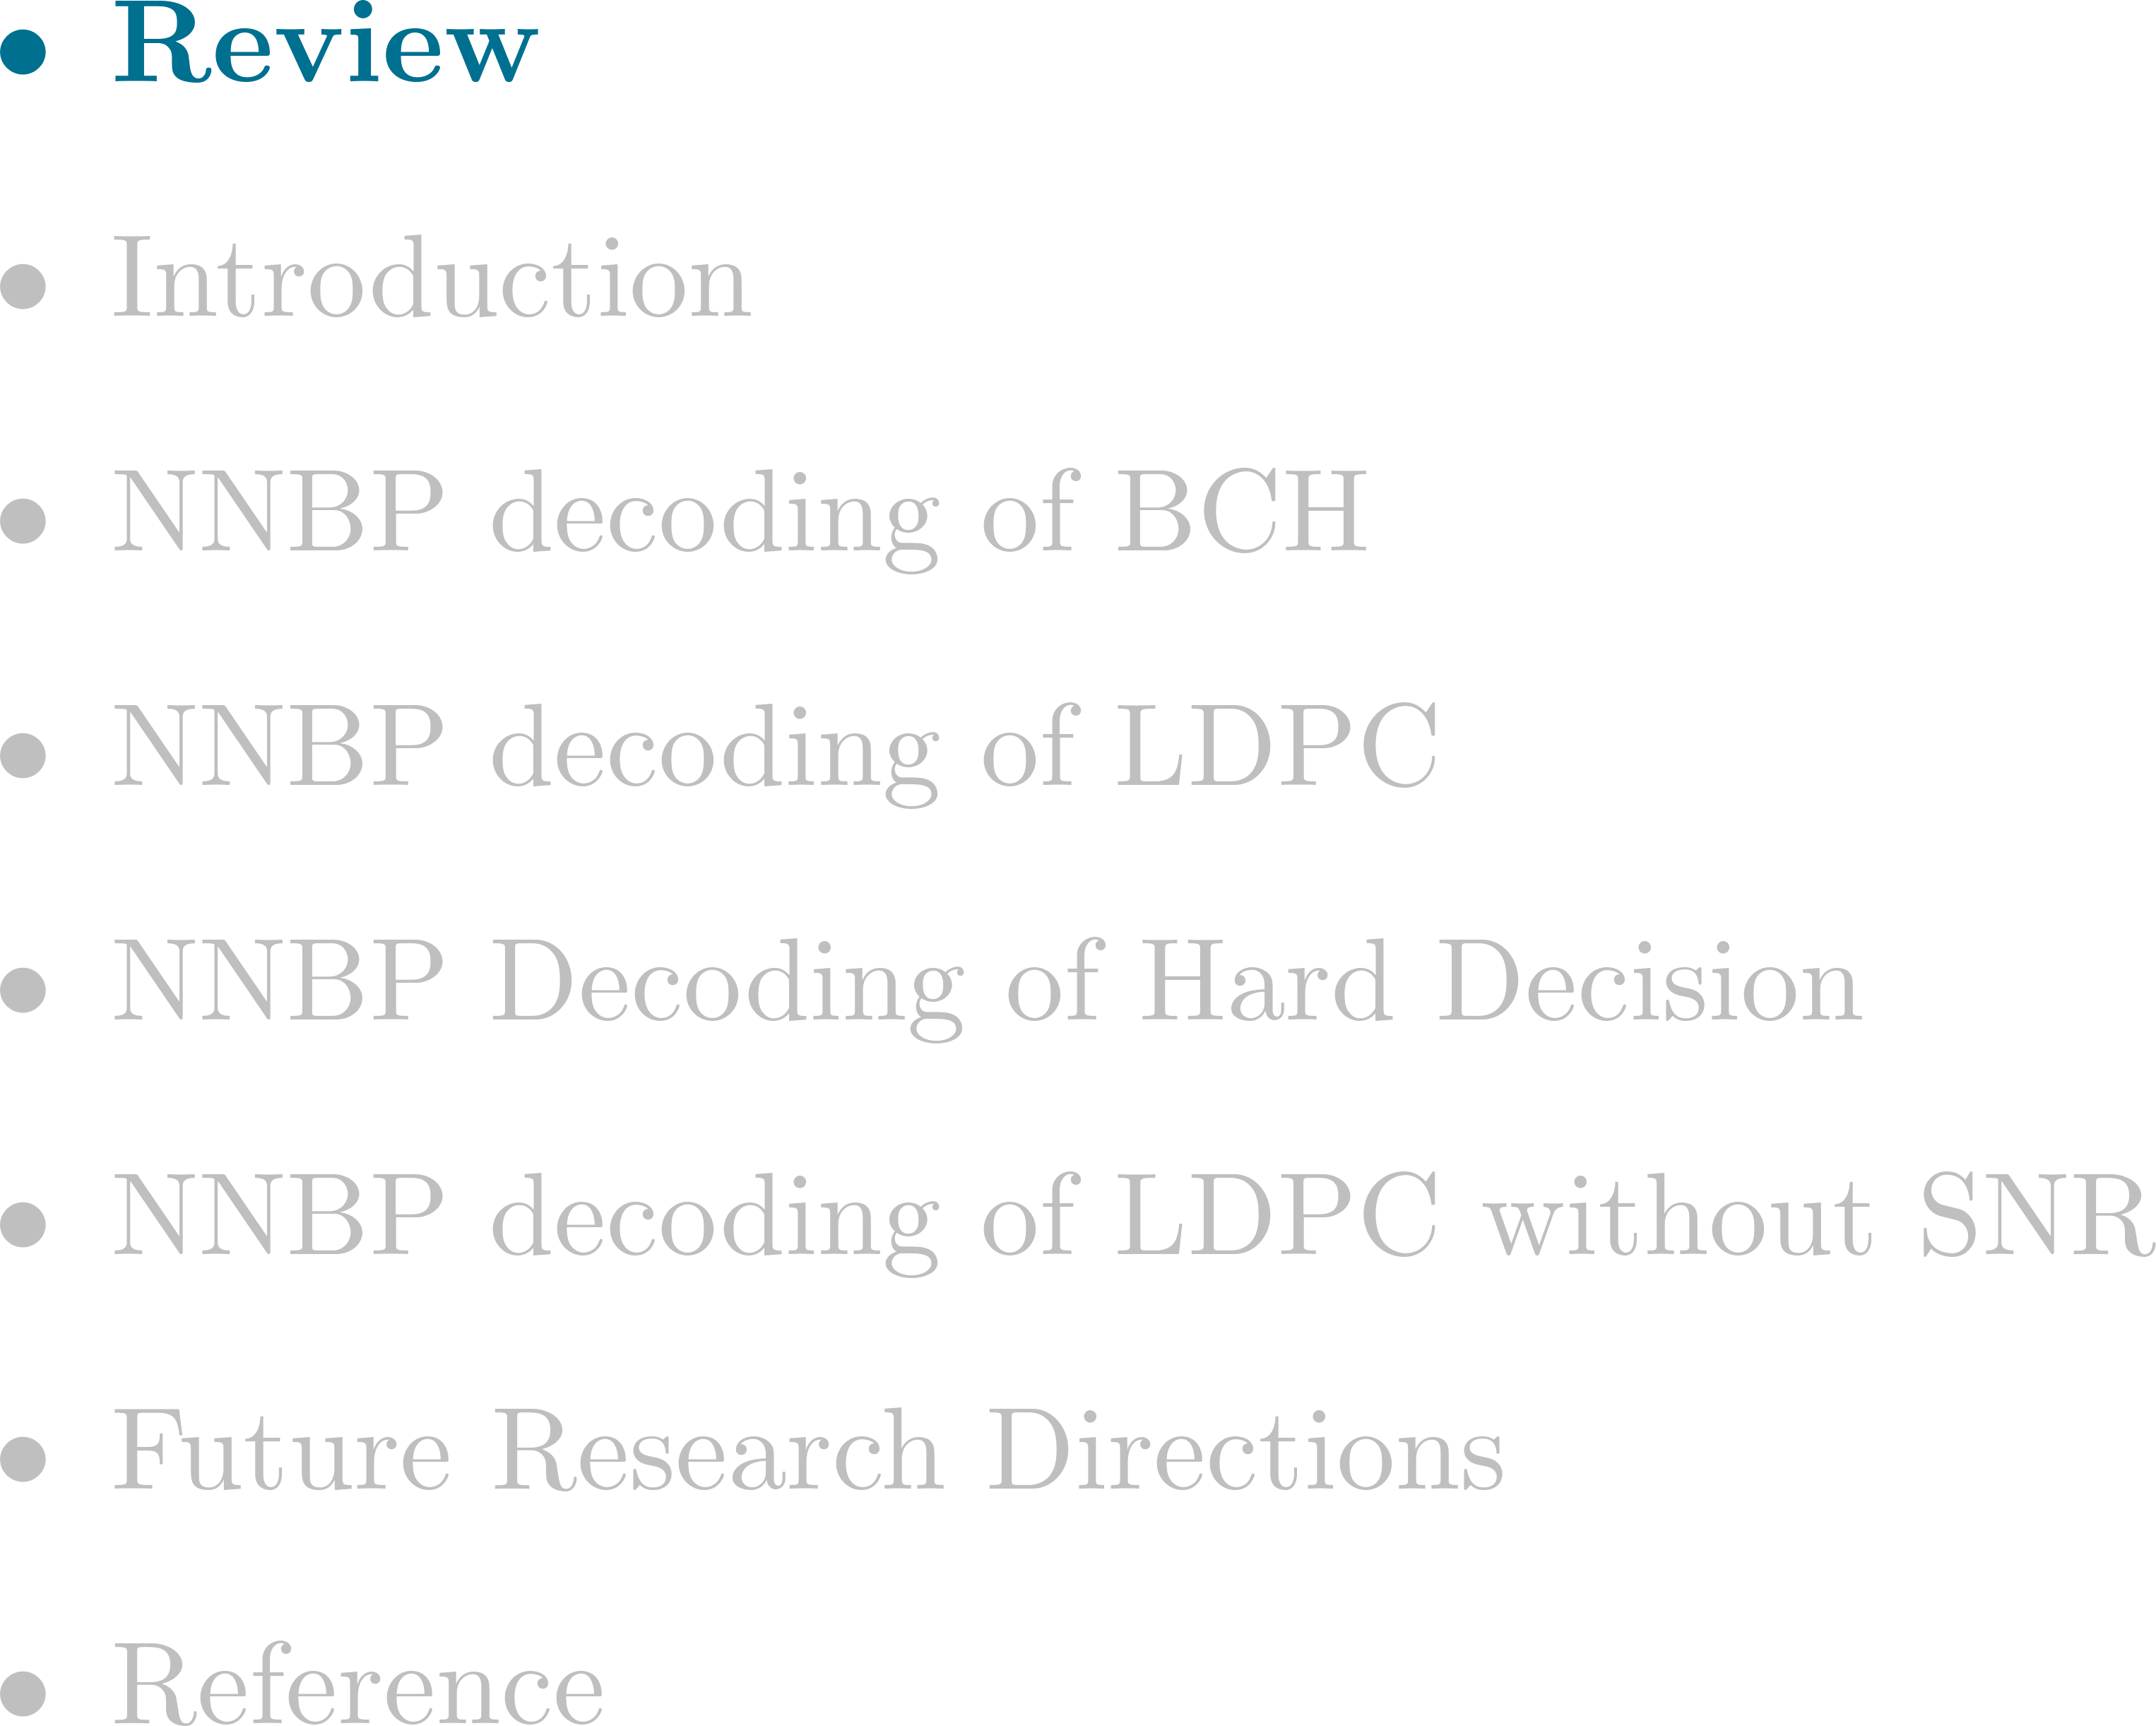 • Review
• Introduction
• NNBP decoding of BCH
• NNBP decoding of LDPC
• NNBP Decoding of Hard Decision
• NNBP decoding of LDPC without SNR
• Future Research Directions
• Reference